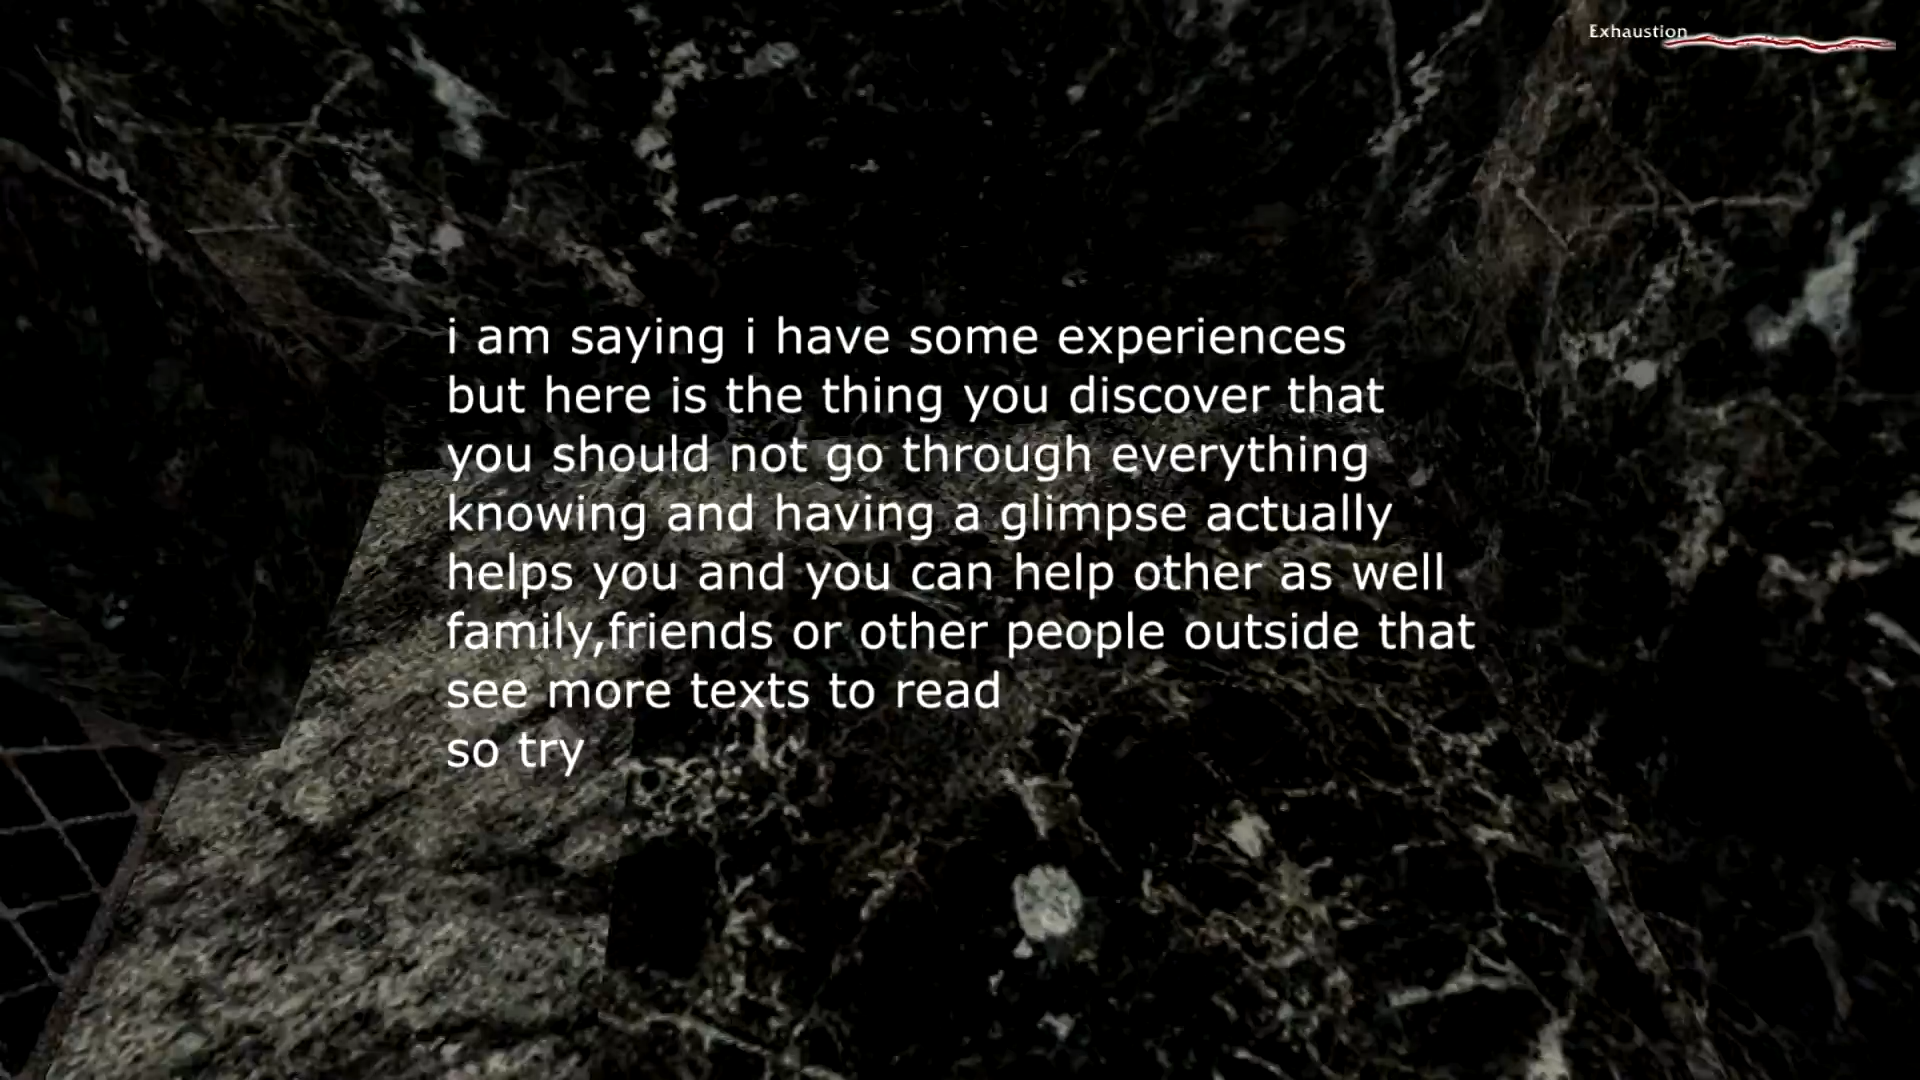 Exhaustion
i am saying i have some experiences
but here is the thing you discover that
you should not go through everything
knowing and having a glimpse actually
helps you and you can help other as well
family,friends or other people outside that
see more texts to read
so try